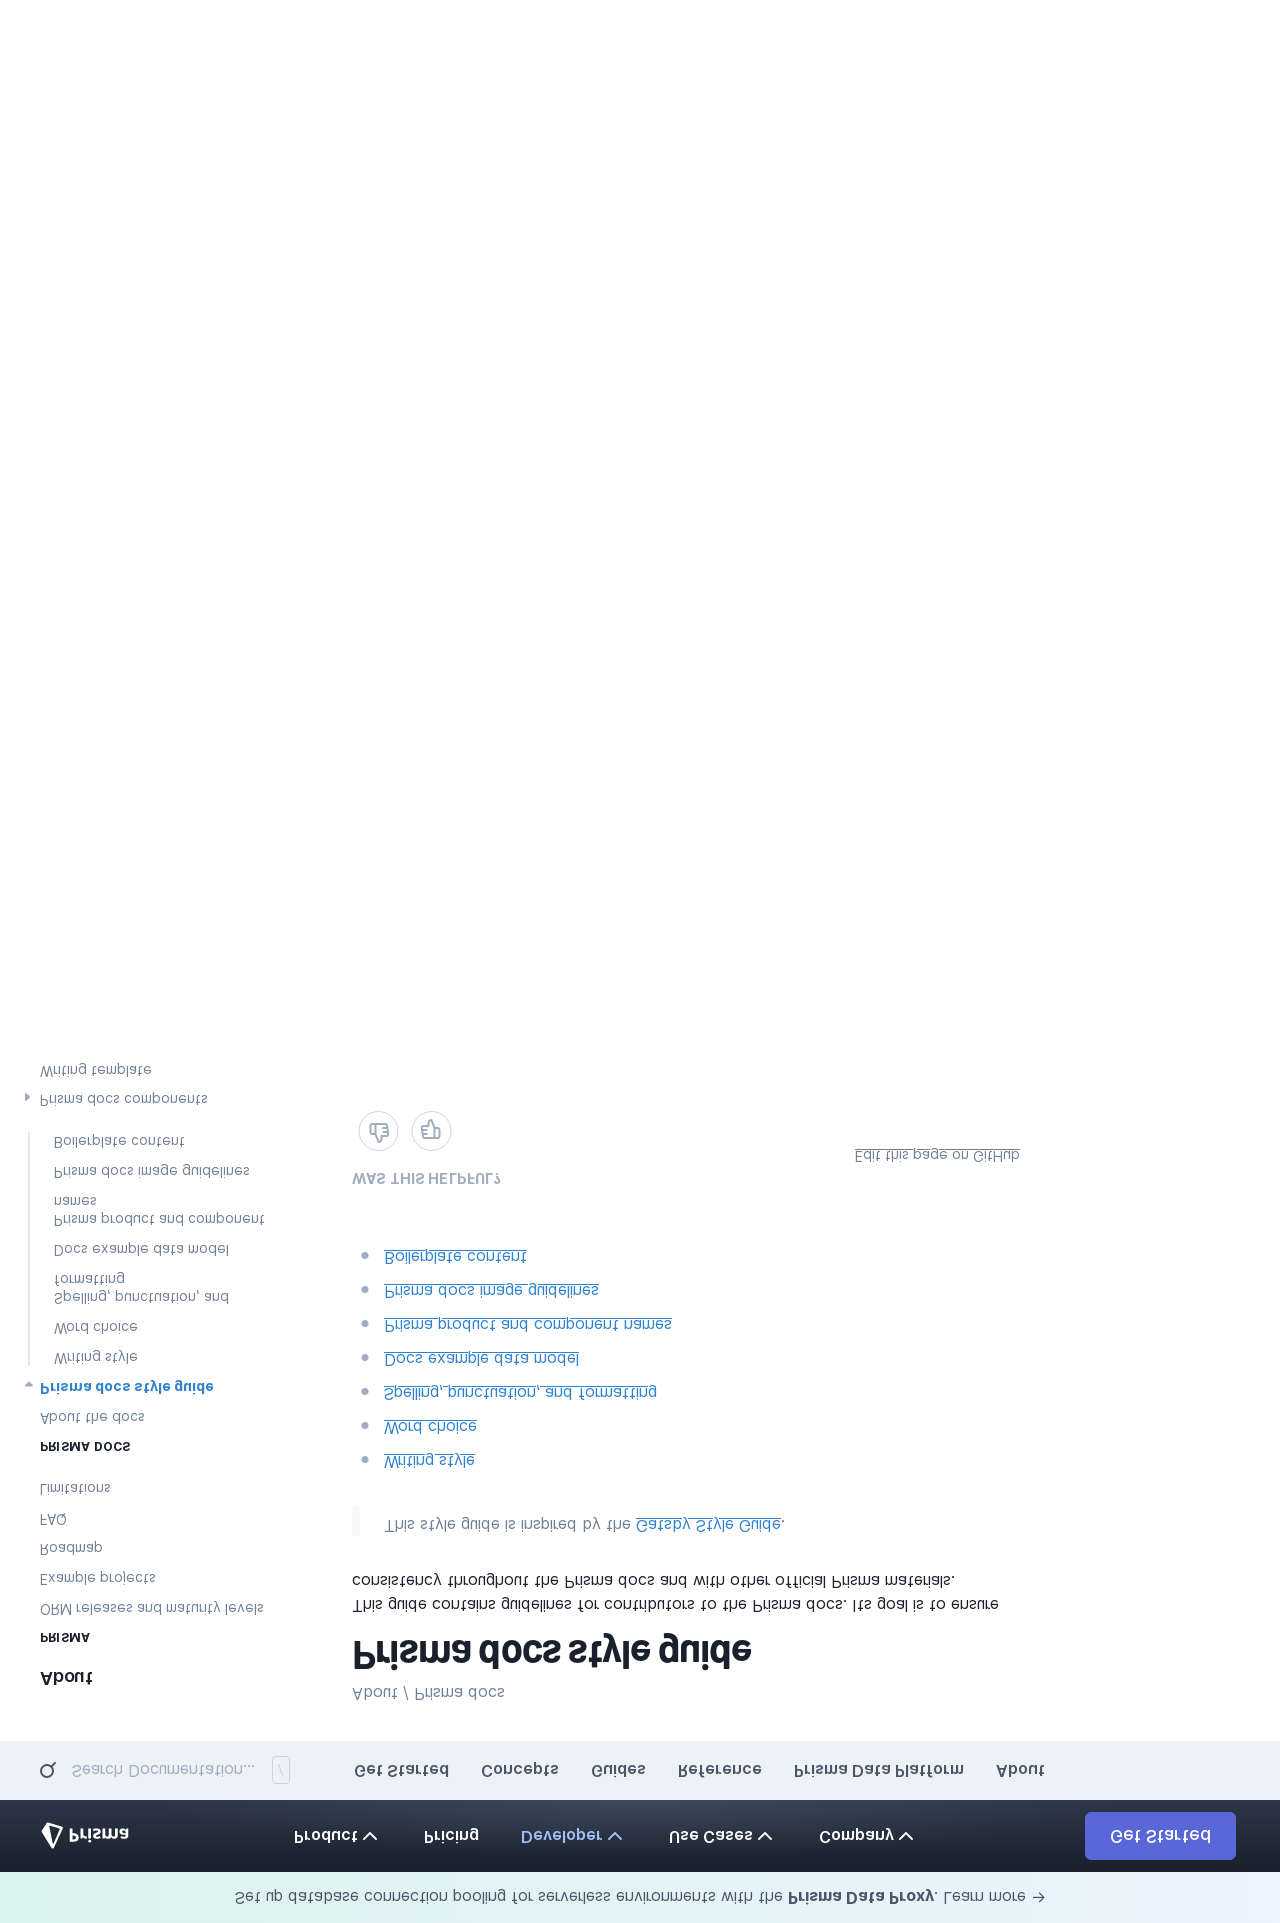 Set up database connection pooling for serverless environments with the Prisma Data Proxy. Learn more →
Prisma
Product
Pricing
Developer
Use Cases
Company
Get Started
Search Documentation...
/
Get Started
Concepts
Guides
Reference
Prisma Data Platform
About
About
PRISMA
ORM releases and maturity levels
Example projects
Roadmap
FAQ
Limitations
PRISMA DOCS
About the docs
Prisma docs style guide
Writing style
Word choice
Spelling, punctuation, and
formatting
Docs example data model
Prisma product and component
names
Prisma docs image guidelines
Boilerplate content
Prisma docs components
Writing template
About / Prisma docs
Prisma docs style guide
This guide contains guidelines for contributors to the Prisma docs. Its goal is to ensure
consistency throughout the Prisma docs and with other official Prisma materials.
This style guide is inspired by the Gatsby Style Guide.
Writing style
Word choice
Spelling, punctuation, and formatting
Docs example data model
Prisma product and component names
Prisma docs image guidelines
Boilerplate content
WAS THIS HELPFUL?
Edit this page on GitHub